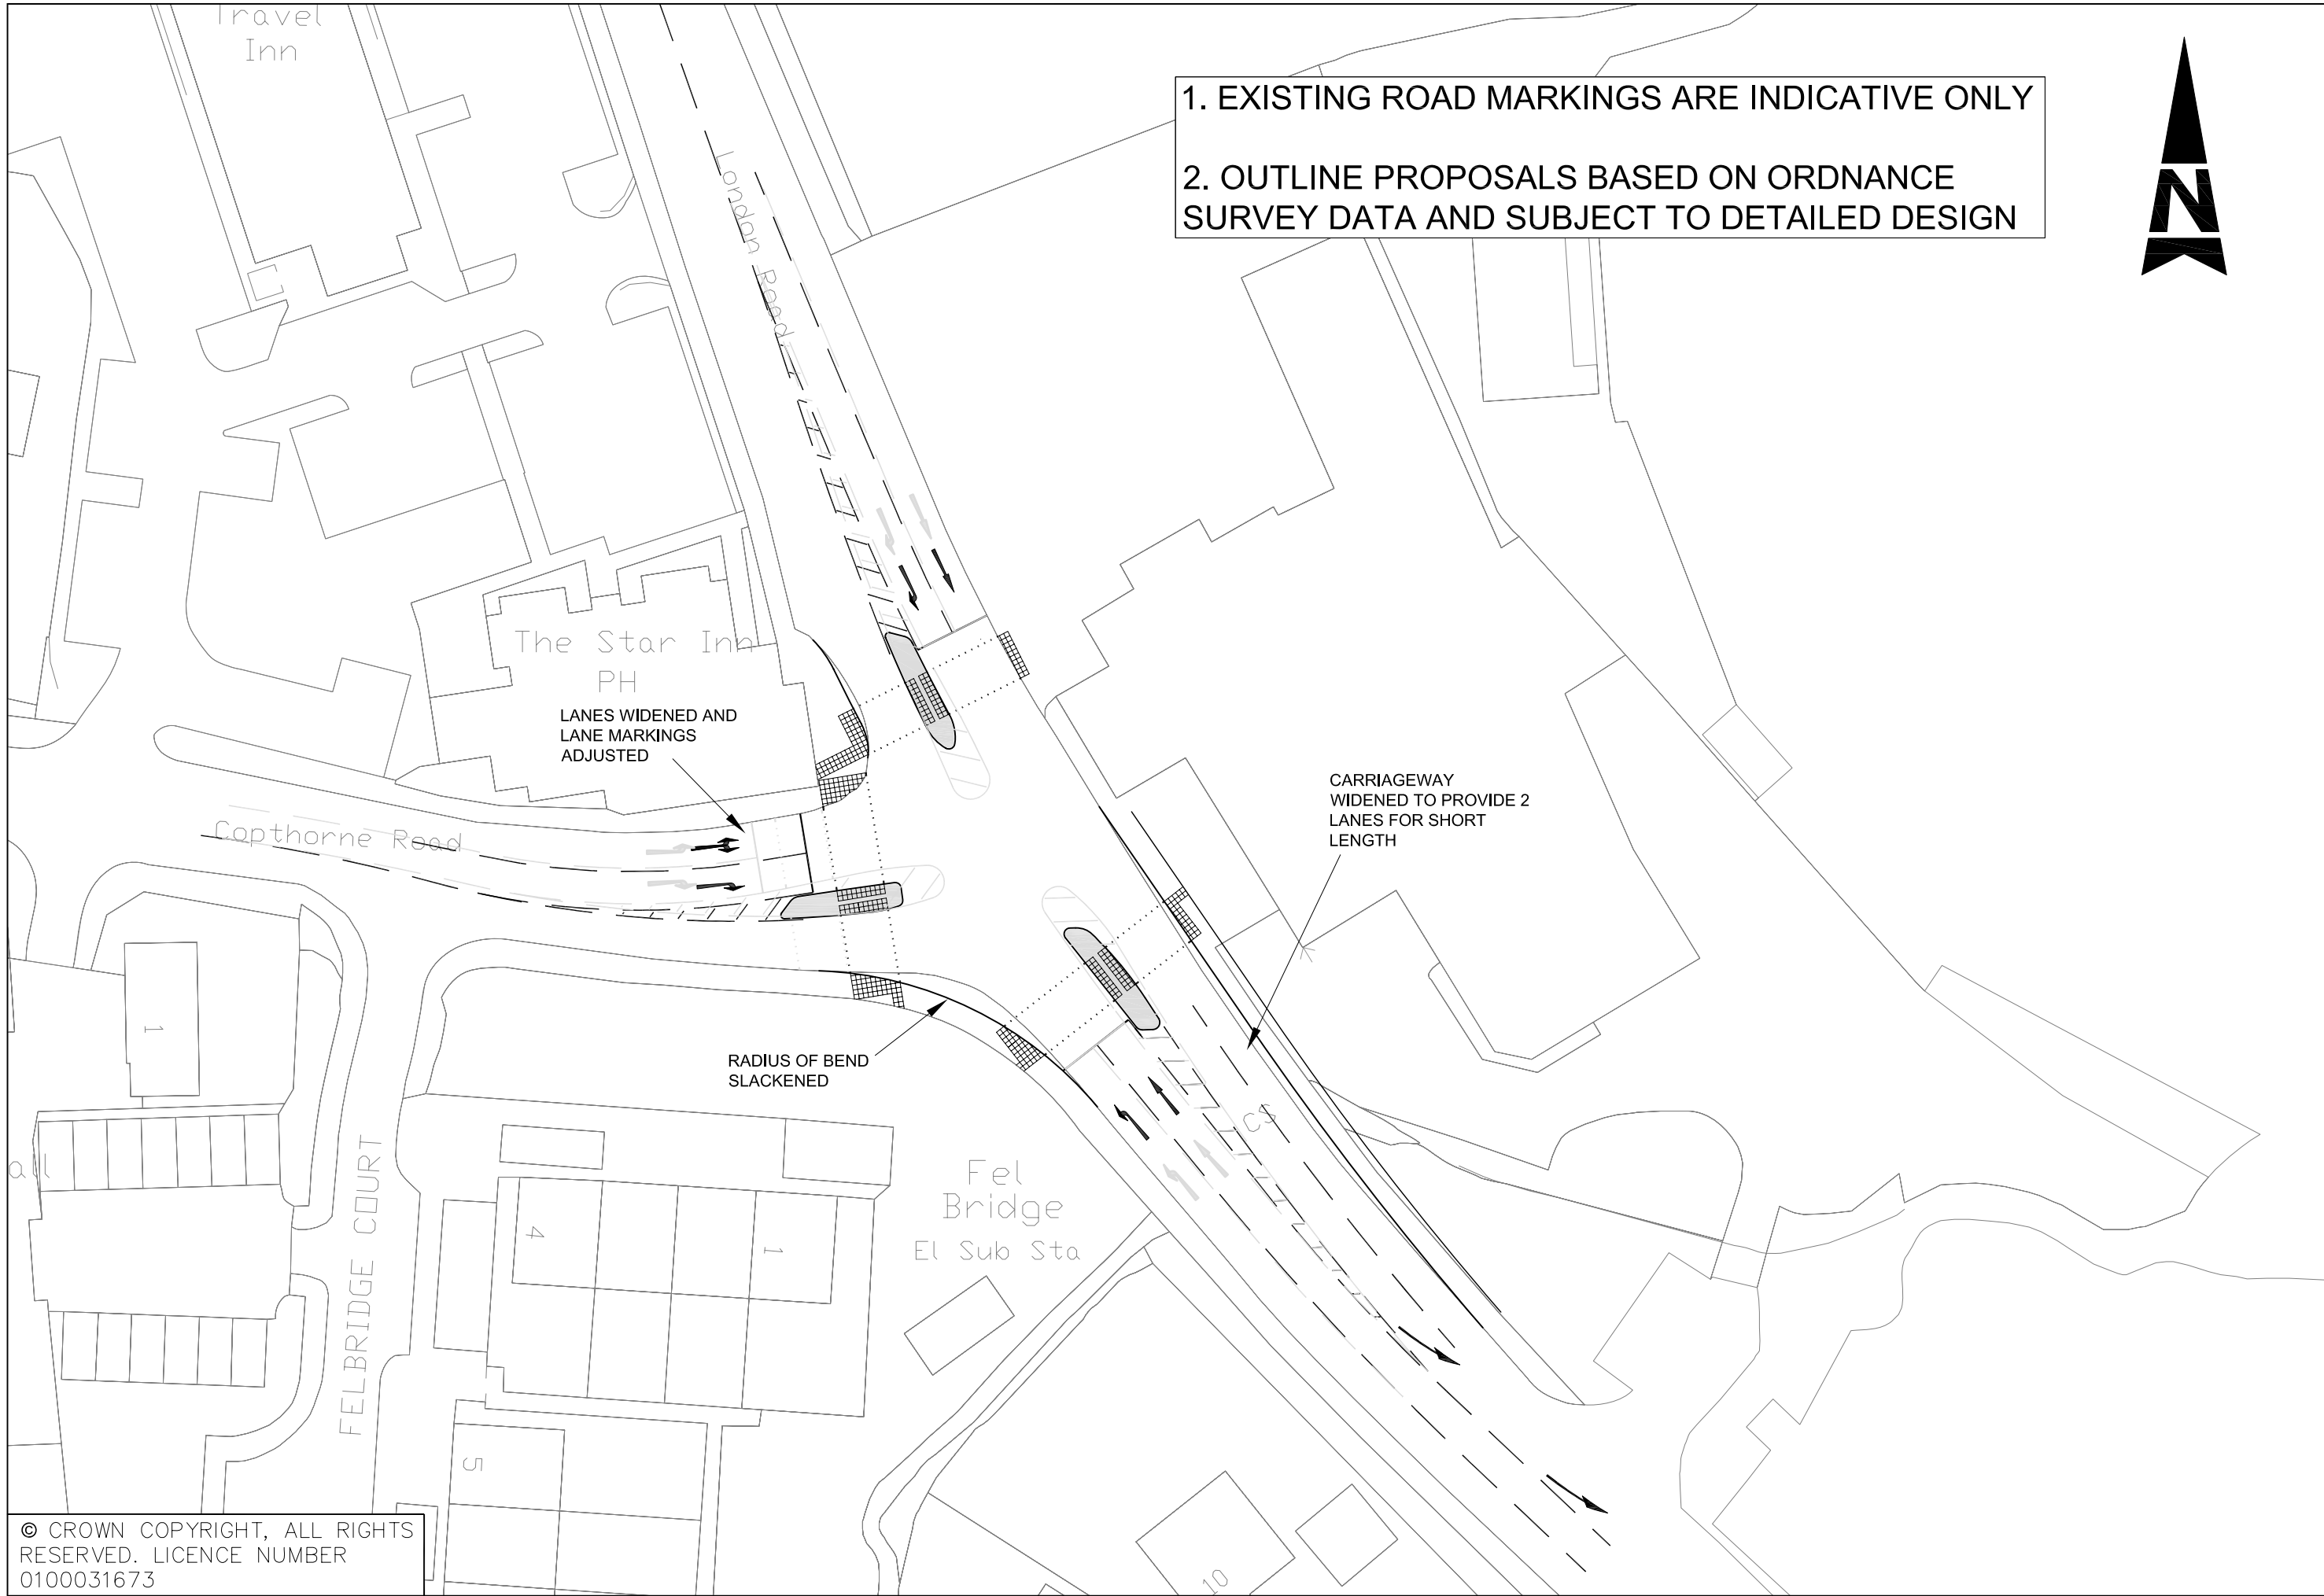 Travel
Inn
1. EXISTING ROAD MARKINGS ARE INDICATIVE ONLY
2. OUTLINE PROPOSALS BASED ON ORDNANCE
SURVEY DATA AND SUBJECT TO DETAILED DESIGN
N
London Road
The Star Inn
PH
LANES WIDENED AND
LANE MARKINGS
ADJUSTED
CARRIAGEWAY
WIDENED TO PROVIDE 2
LANES FOR SHORT
LENGTH
Copthorne Road
1
RADIUS OF BEND
SLACKENED
CS
all
FELBRIDGE COURT
4
1
Fel
Bridge
El Sub Sta
5
10
© CROWN COPYRIGHT, ALL RIGHTS
RESERVED. LICENCE NUMBER
0100031673